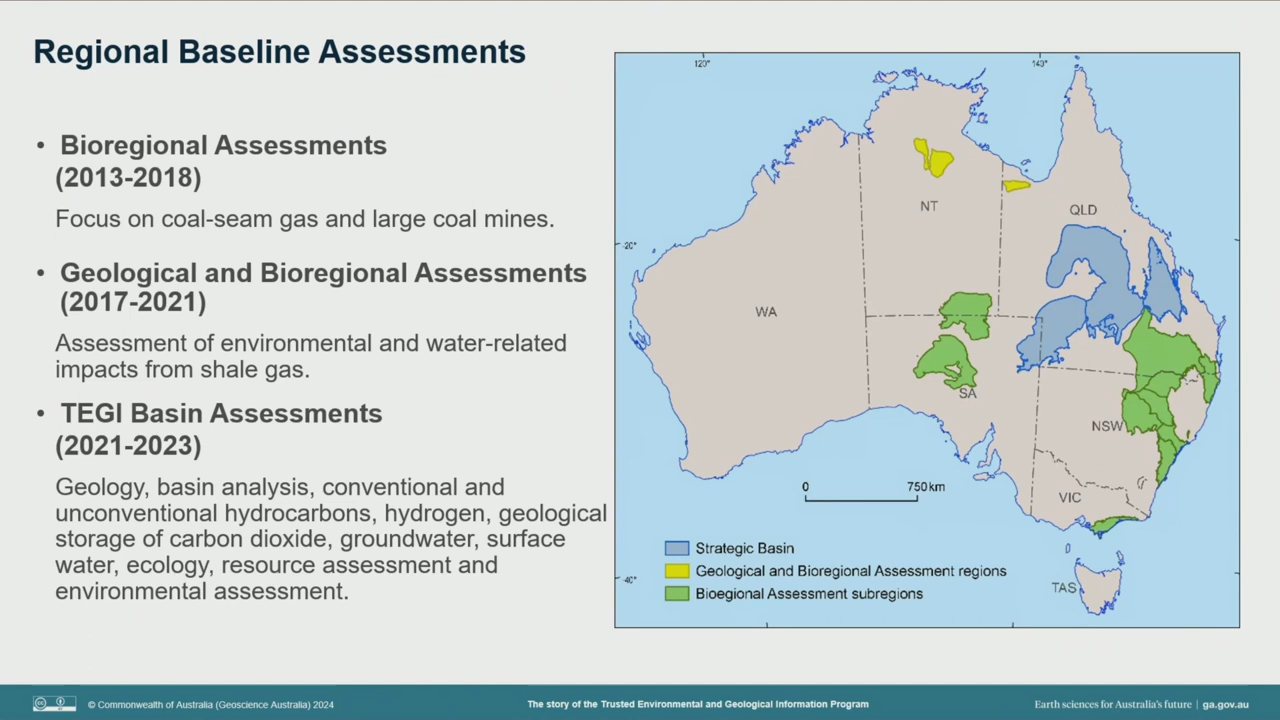 Regional Baseline Assessments
• Bioregional Assessments
(2013-2018)
Focus on coal-seam gas and large coal mines.
• Geological and Bioregional Assessments
(2017-2021)
Assessment of environmental and water-related
impacts from shale gas.
• TEGI Basin Assessments
(2021-2023)
Geology, basin analysis, conventional and
unconventional hydrocarbons, hydrogen, geological
storage of carbon dioxide, groundwater, surface
water, ecology, resource assessment and
environmental assessment.
120°
140°
NT
QLD
-20°
WA
SA
NSW
0 750 km
VIC
Strategic Basin
Geological and Bioregional Assessment regions
-40°
TAS
Bioegional Assessment subregions
© Commonwealth of Australia (Geoscience Australia) 2024
The story of the Trusted Environmental and Geological Information Program
Earth sciences for Australia's future | ga.gov.au